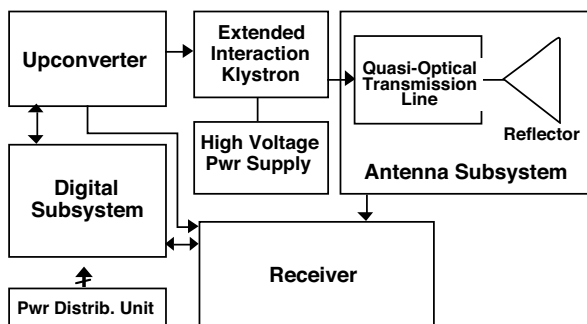 Upconverter
Extended
Interaction
Klystron
Quasi-Optical
Transmission
Line
Reflector
Antenna Subsystem
High Voltage
Pwr Supply
Digital
Subsystem
Receiver
Pwr Distrib. Unit